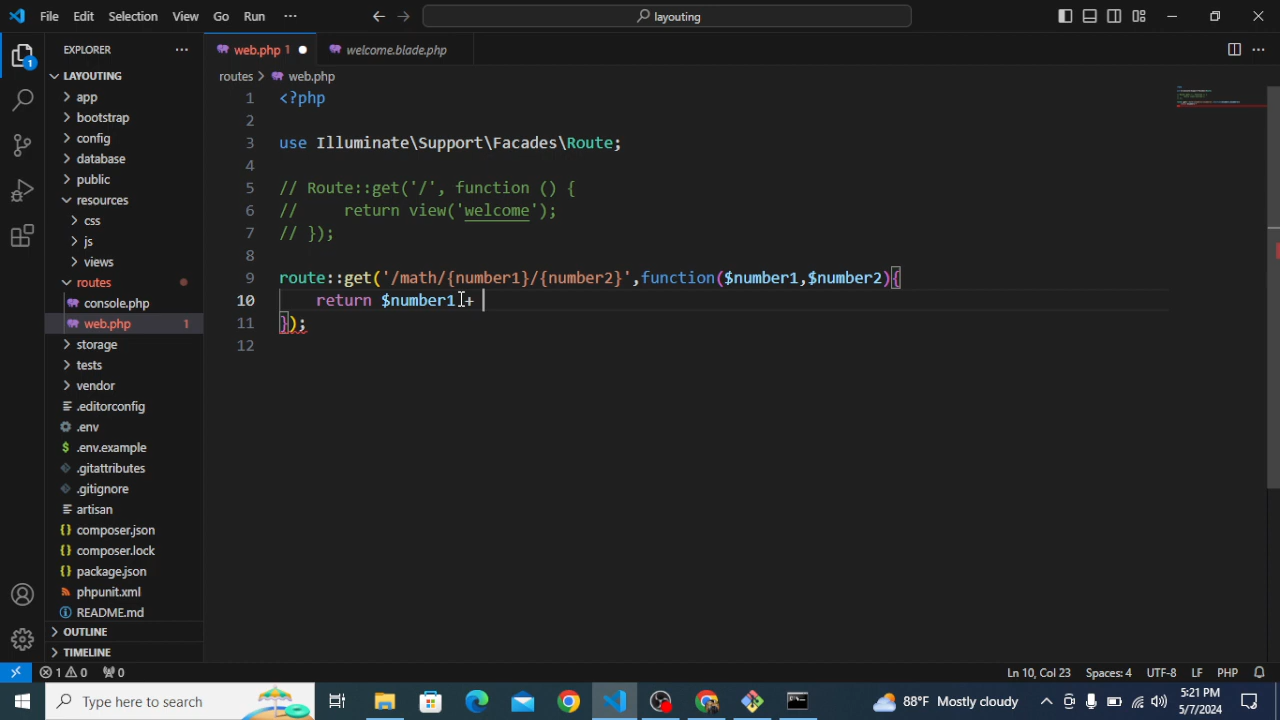 File Edit Selection View Go Run ··· layouting
EXPLORER ··· web.php 1 welcome.blade.php
LAYOUTING
app
bootstrap
config
database
public
resources
css
js
views
routes
console.php
web.php 1
storage
tests
vendor
.editorconfig
.env
$ .env.example
.gitattributes
.gitignore
artisan
{} composer.json
{} composer.lock
{} package.json
phpunit.xml
README.md
OUTLINE
TIMELINE
1
routes > web.php
1 <?php
2
3 use Illuminate\Support\Facades\Route;
4
5 // Route::get('/', function () {
6 //     return view('welcome');
7 // });
8
9 route::get('/math/{number1}/{number2}',function($number1,$number2){
10     return $number1 +
11 });
12
1 0 0 Ln 10, Col 23 Spaces: 4 UTF-8 LF PHP
Type here to search 88°F Mostly cloudy 5:21 PM
5/7/2024